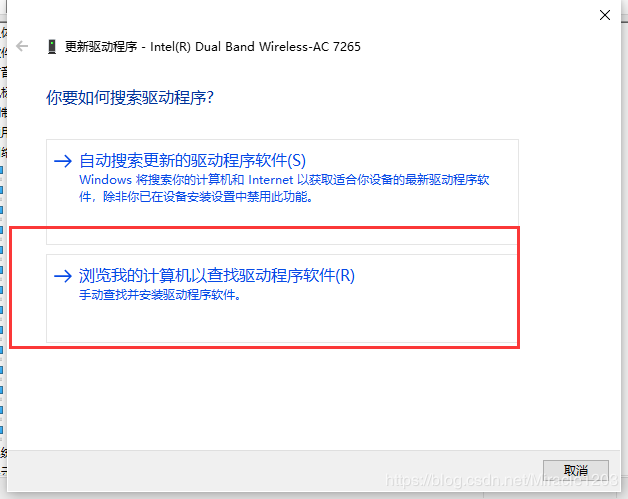 更新驱动程序 - Intel(R) Dual Band Wireless-AC 7265
你要如何搜索驱动程序?
自动搜索更新的驱动程序软件(S)
Windows 将搜索你的计算机和 Internet 以获取适合你设备的最新驱动程序软
件，除非你已在设备安装设置中禁用此功能。
浏览我的计算机以查找驱动程序软件(R)
手动查找并安装驱动程序软件。
取消
https://blog.csdn.net/Miracle1203